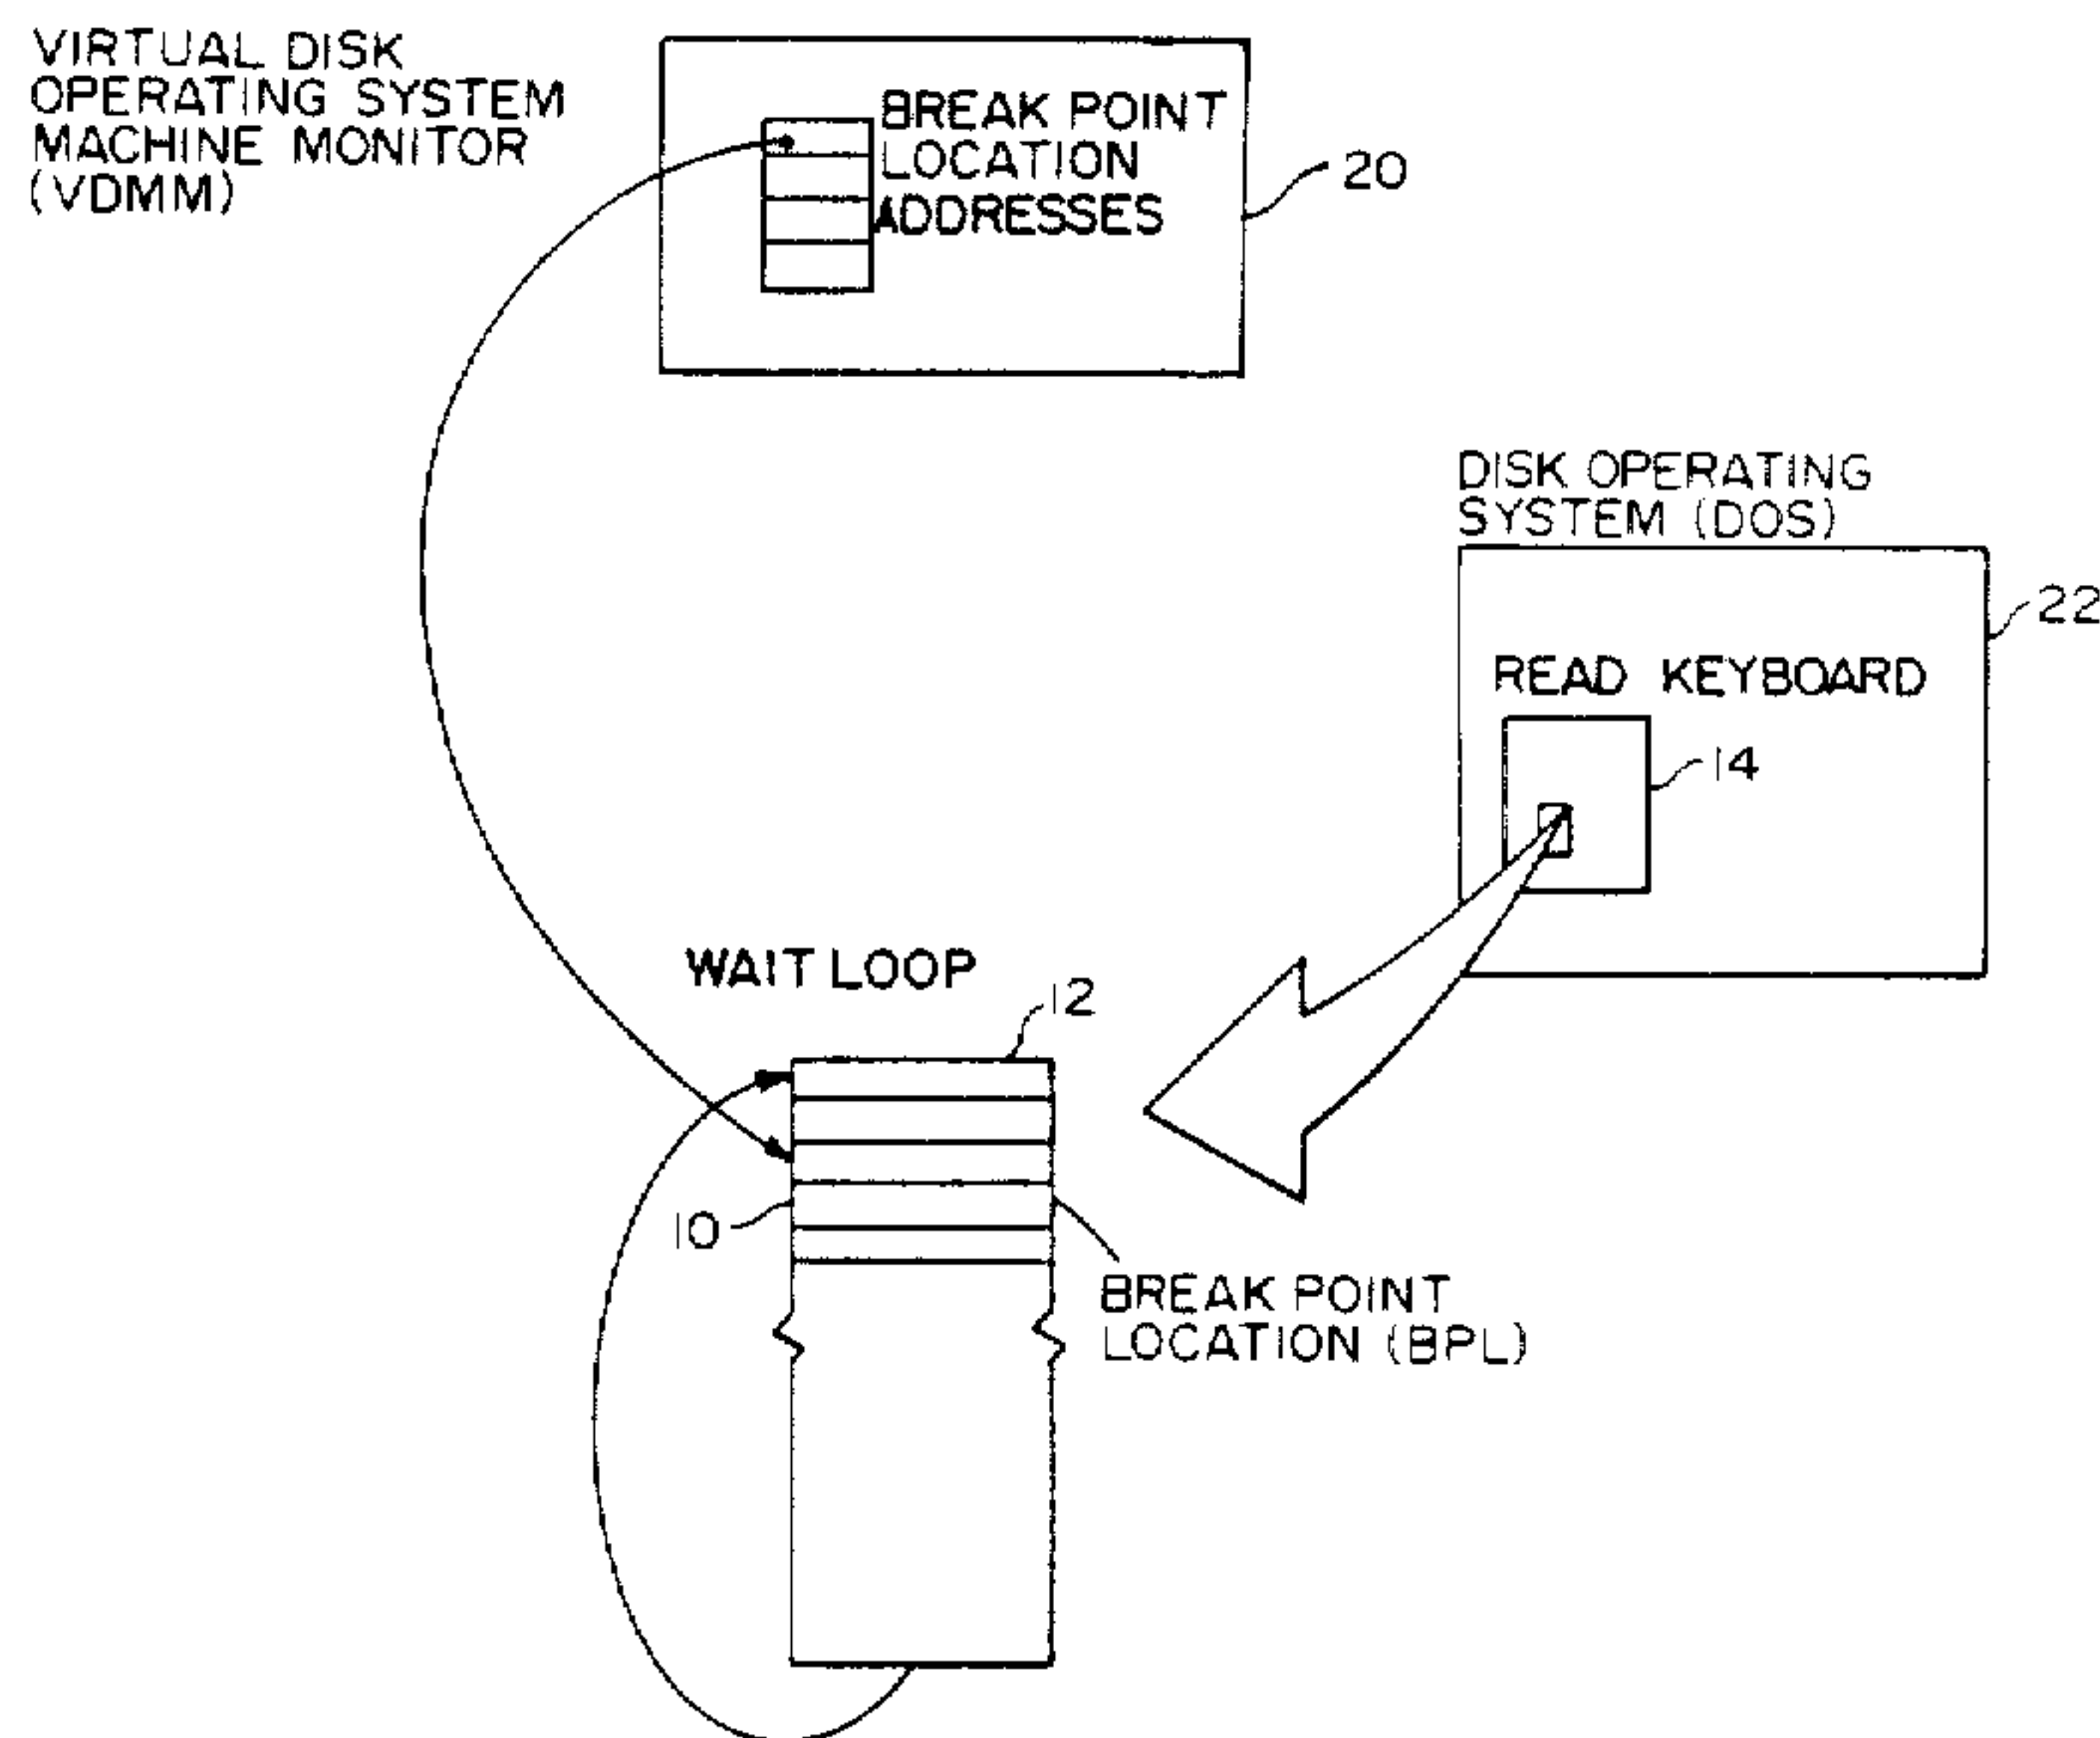 VIRTUAL DISK
OPERATING SYSTEM
MACHINE MONITOR
(VDMM)
BREAK POINT
LOCATION
ADDRESSES
20
DISK OPERATING
SYSTEM (DOS)
22
READ KEYBOARD
14
WAIT LOOP
12
10
BREAK POINT
LOCATION (BPL)